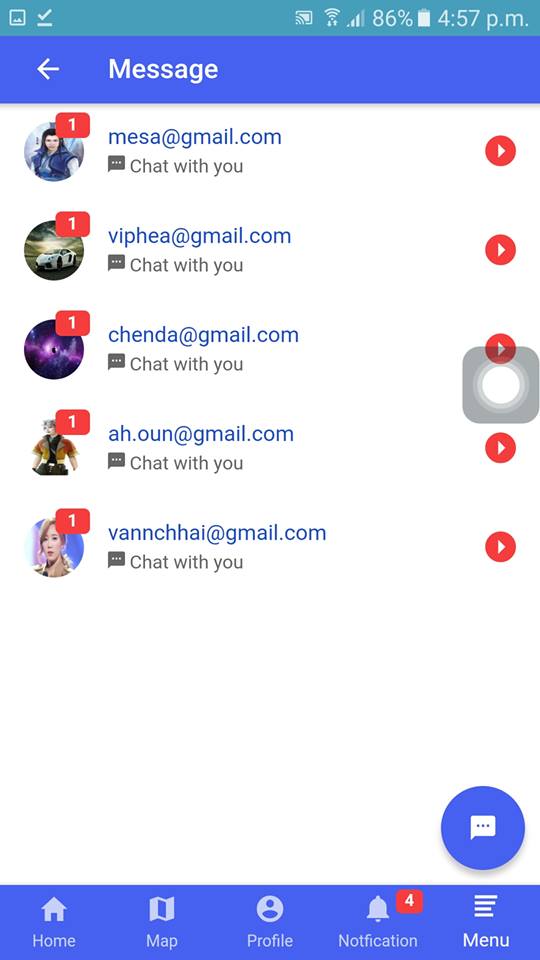 86% 4:57 p.m.
Message
1
mesa@gmail.com
Chat with you
1
viphea@gmail.com
Chat with you
1
chenda@gmail.com
Chat with you
1
ah.oun@gmail.com
Chat with you
1
vannchhai@gmail.com
Chat with you
4
Home Map Profile Notfication Menu